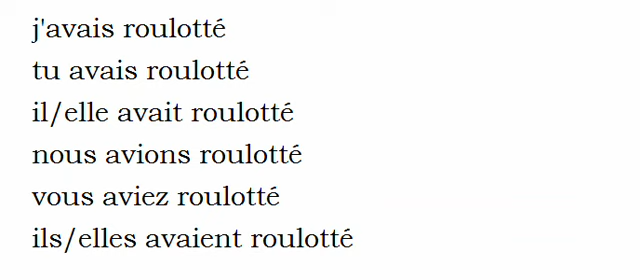 j'avais roulotté
tu avais roulotté
il/elle avait roulotté
nous avions roulotté
vous aviez roulotté
ils/elles avaient roulotté